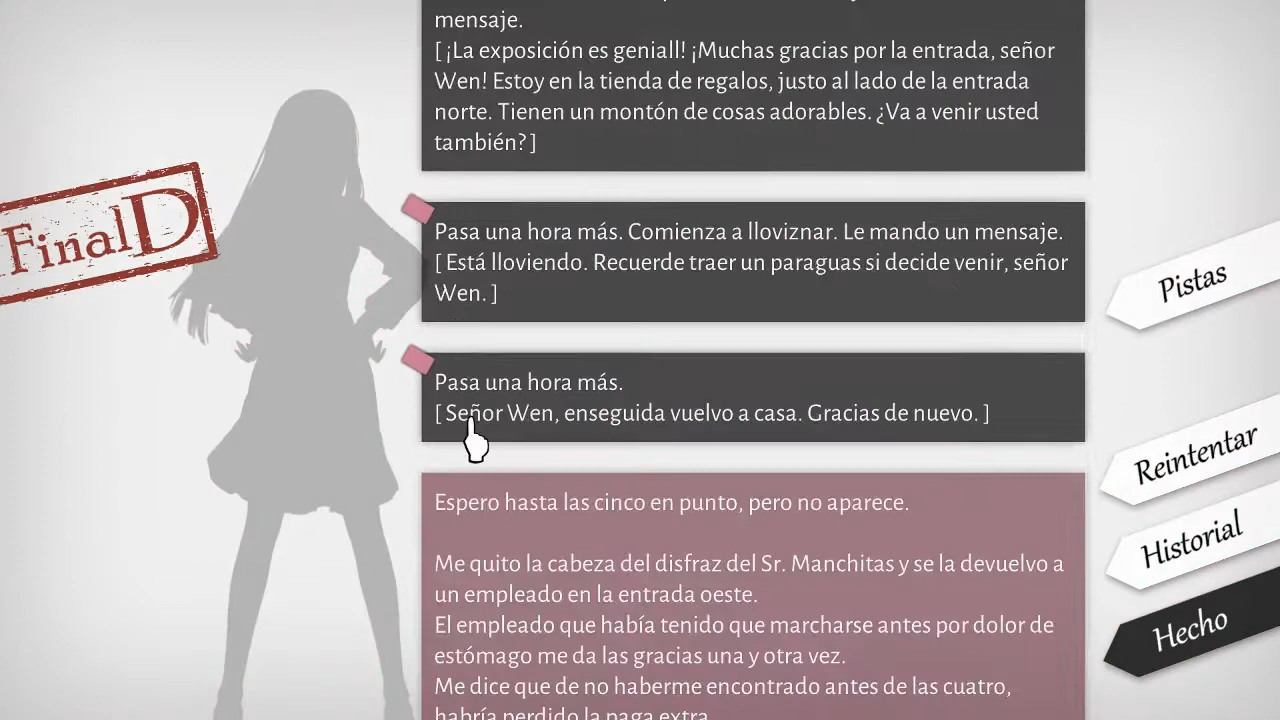 mensaje.
[ ¡La exposición es geniall! ¡Muchas gracias por la entrada, señor
Wen! Estoy en la tienda de regalos, justo al lado de la entrada
norte. Tienen un montón de cosas adorables. ¿Va a venir usted
también? ]
FinalD
Pasa una hora más. Comienza a lloviznar. Le mando un mensaje.
[ Está lloviendo. Recuerde traer un paraguas si decide venir, señor
Wen. ]
Pistas
Pasa una hora más.
[ Señor Wen, enseguida vuelvo a casa. Gracias de nuevo. ]
Reintentar
Espero hasta las cinco en punto, pero no aparece.
Historial
Me quito la cabeza del disfraz del Sr. Manchitas y se la devuelvo a
un empleado en la entrada oeste.
El empleado que había tenido que marcharse antes por dolor de
Hecho
estómago me da las gracias una y otra vez.
Me dice que de no haberme encontrado antes de las cuatro,
habría perdido la paga extra.